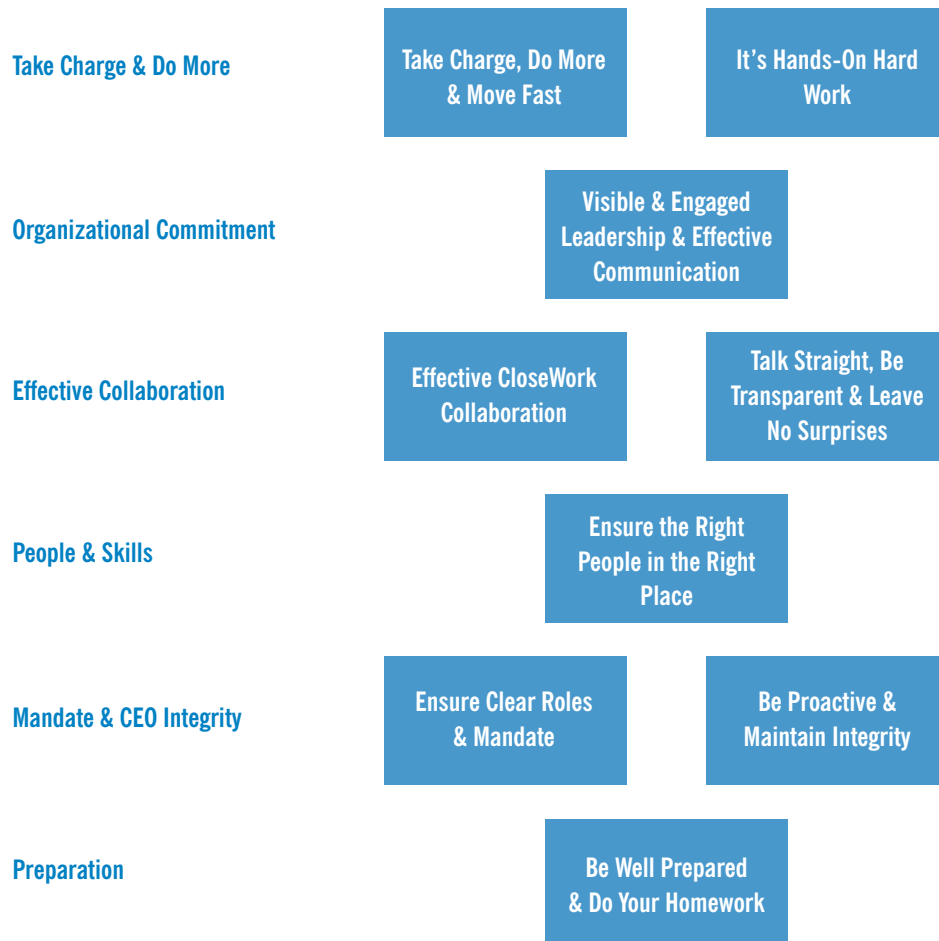 Take Charge & Do More
Take Charge, Do More
& Move Fast
It's Hands-On Hard
Work
Organizational Commitment
Visible & Engaged
Leadership & Effective
Communication
Effective Collaboration
Effective CloseWork
Collaboration
Talk Straight, Be
Transparent & Leave
No Surprises
People & Skills
Ensure the Right
People in the Right
Place
Mandate & CEO Integrity
Ensure Clear Roles
& Mandate
Be Proactive &
Maintain Integrity
Preparation
Be Well Prepared
& Do Your Homework